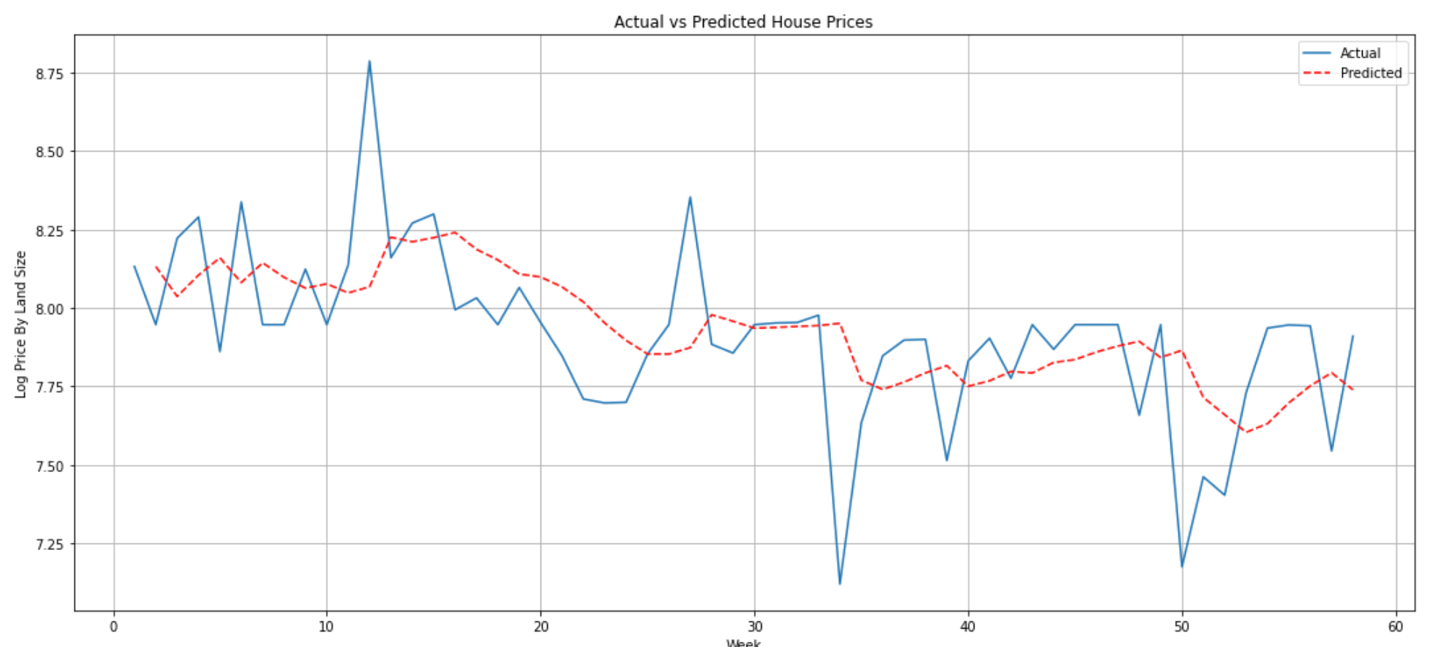 Actual vs Predicted House Prices
Actual
Predicted
Log Price By Land Size
8.75
8.50
8.25
8.00
7.75
7.50
7.25
0 10 20 30 40 50 60
Week